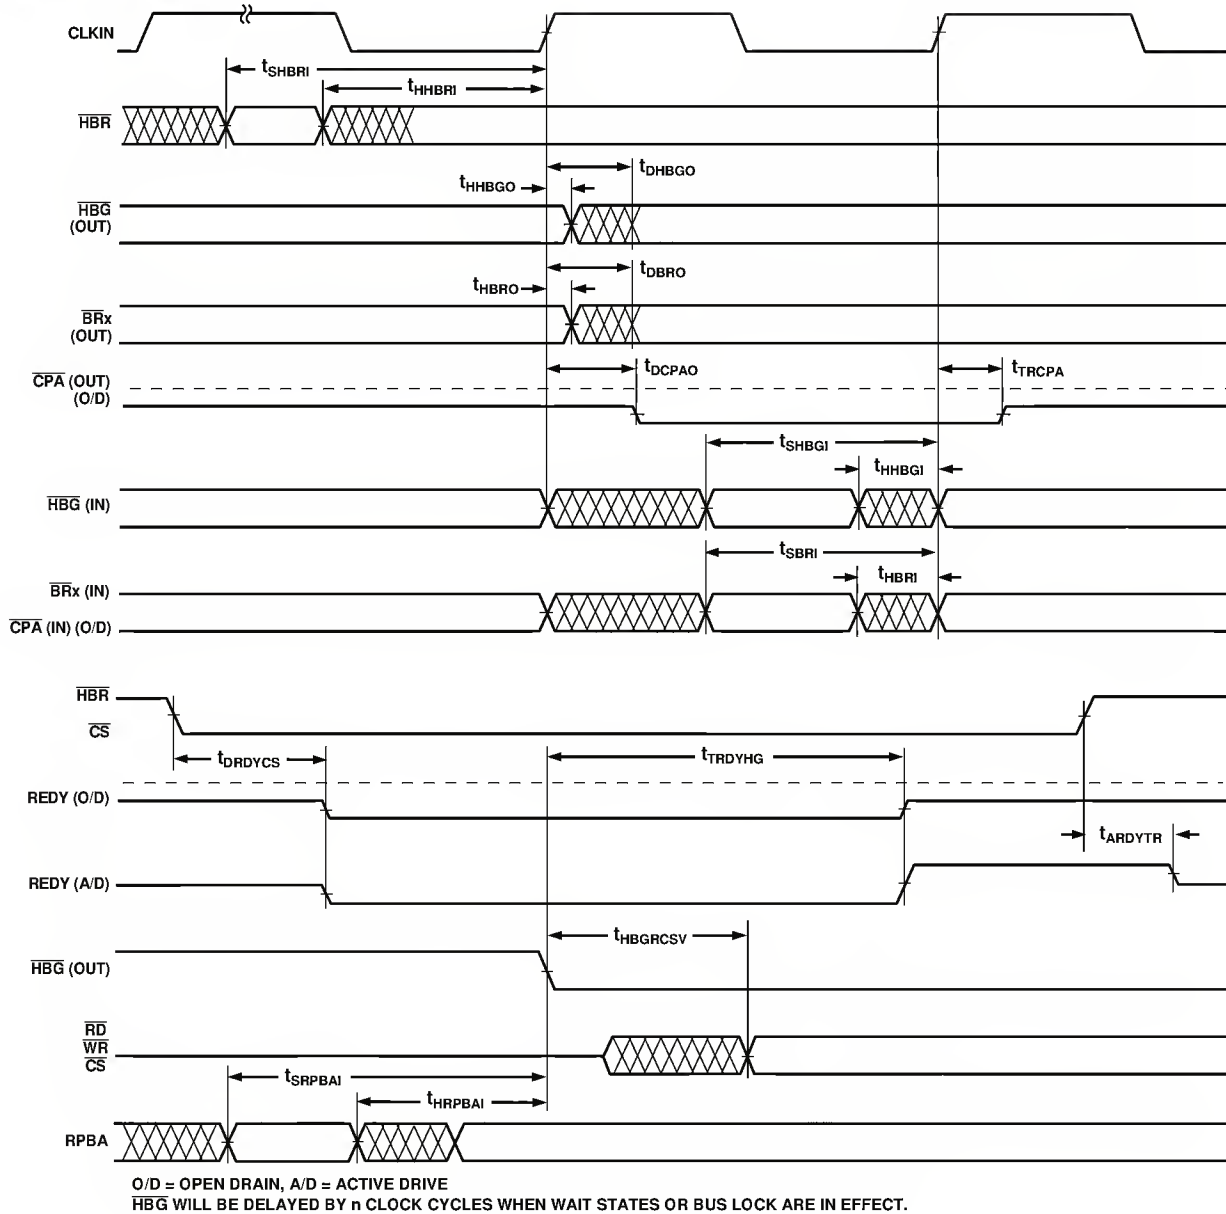 CLKIN
tSHBRI
tHHBRI
HBR
tDHBGO
tHHBGO
HBG
(OUT)
tDBRO
tHBRO
BRx
(OUT)
CPA (OUT)
(O/D)
tDCPAO
tTRCPA
tSHBGI
tHHBGI
HBG (IN)
tSBRI
tHBRI
BRx (IN)
CPA (IN) (O/D)
HBR
CS
tDRDYCS
tTRDYHG
REDY (O/D)
tARDYTR
REDY (A/D)
tHBGRCSV
HBG (OUT)
RD
WR
CS
tSRPBAI
tHRPBAI
RPBA
O/D = OPEN DRAIN, A/D = ACTIVE DRIVE
HBG WILL BE DELAYED BY n CLOCK CYCLES WHEN WAIT STATES OR BUS LOCK ARE IN EFFECT.